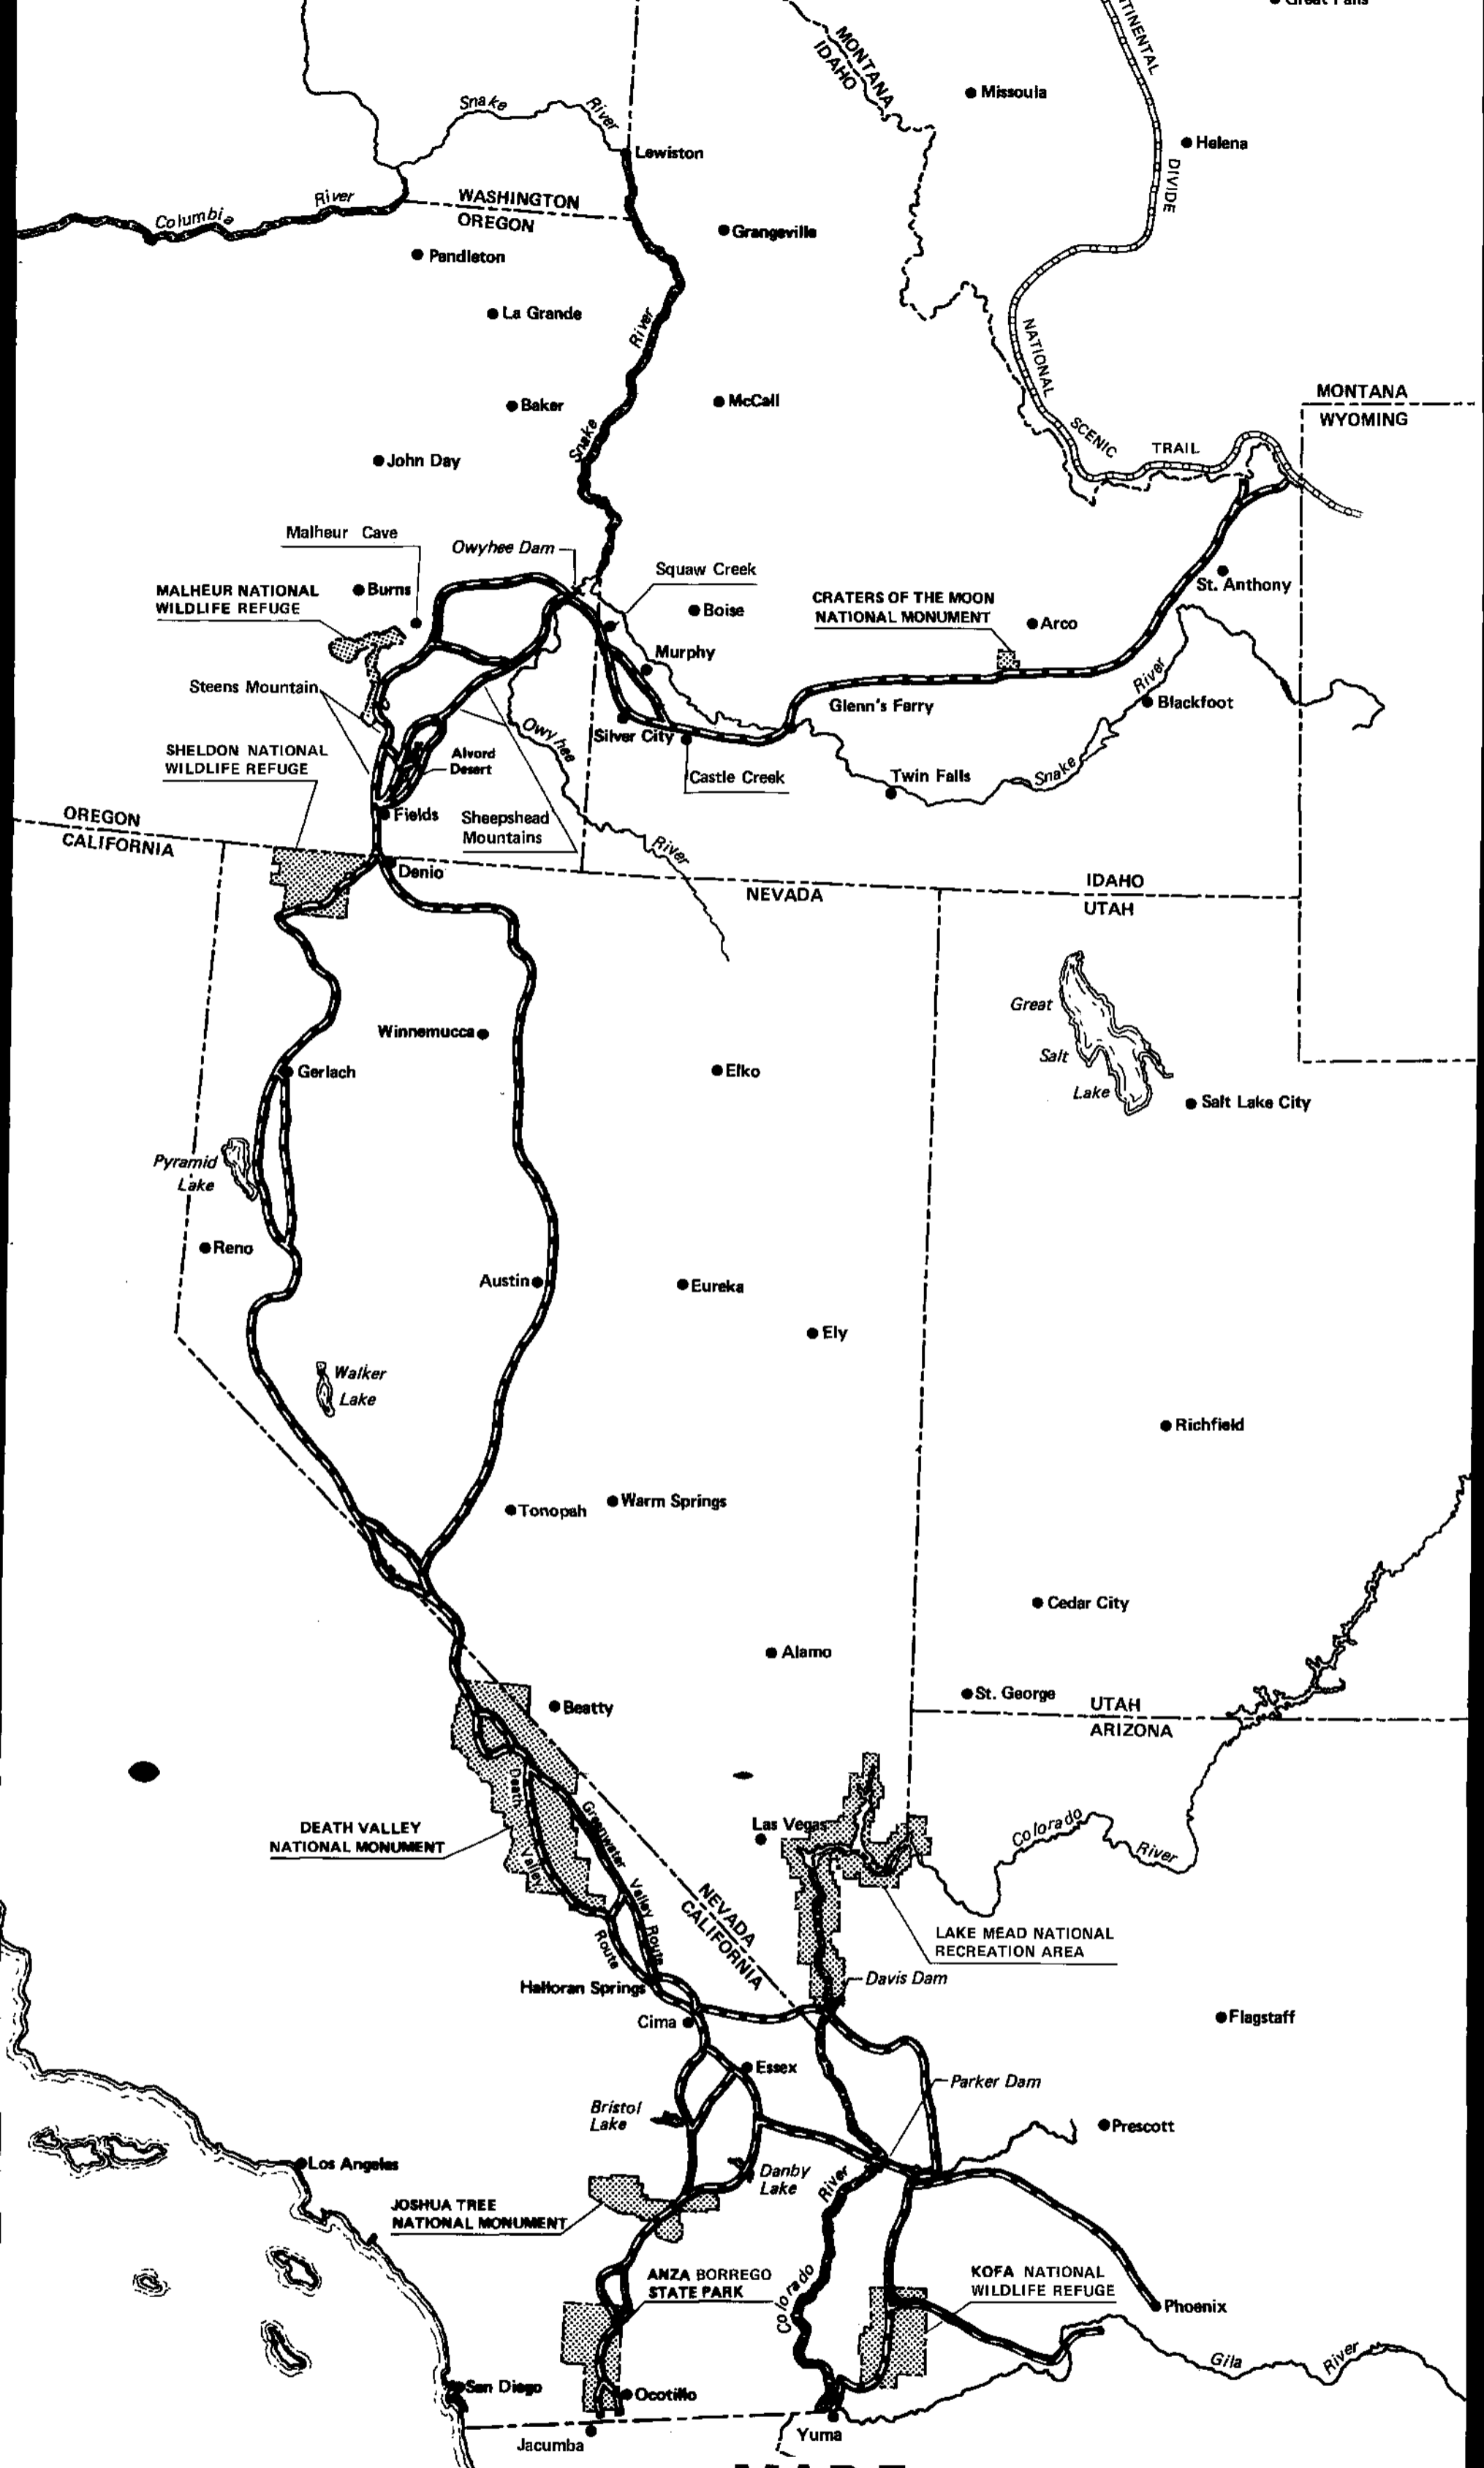 TINENTAL
MONTANA
IDAHO
Missoula
Snake
River
Helena
Lewiston
DIVIDE
WASHINGTON
OREGON
River
Columbia
Grangeville
Pendleton
La Grande
River
NATIONAL
Baker
McCall
MONTANA
WYOMING
Snake
SCENIC
TRAIL
John Day
Malheur Cave
Owyhee Dam
Squaw Creek
MALHEUR NATIONAL
WILDLIFE REFUGE
Burns
Boise
CRATERS OF THE MOON
NATIONAL MONUMENT
Arco
St. Anthony
Murphy
River
Steens Mountain
Glenn's Ferry
Blackfoot
Silver City
Owyhee
SHELDON NATIONAL
WILDLIFE REFUGE
Alvord
Desert
Castle Creek
Twin Falls
Snake
Fields
Sheepshead
Mountains
OREGON
CALIFORNIA
River
Denio
NEVADA
IDAHO
UTAH
Great
Salt
Lake
Winnemucca
Gerlach
Elko
Salt Lake City
Pyramid
Lake
Reno
Austin
Eureka
Ely
Walker
Lake
Richfield
Tonopah
Warm Springs
Cedar City
Alamo
St. George
UTAH
ARIZONA
Beatty
Death
Valley
Route
Greenwater
Valley Route
DEATH VALLEY
NATIONAL MONUMENT
Las Vegas
Colorado
River
NEVADA
CALIFORNIA
LAKE MEAD NATIONAL
RECREATION AREA
Davis Dam
Halloran Springs
Cima
Flagstaff
Essex
Parker Dam
Bristol
Lake
Prescott
Los Angeles
Danby
Lake
River
JOSHUA TREE
NATIONAL MONUMENT
ANZA BORREGO
STATE PARK
Colorado
KOFA NATIONAL
WILDLIFE REFUGE
Phoenix
Gila
River
San Diego
Ocotillo
Yuma
Jacumba